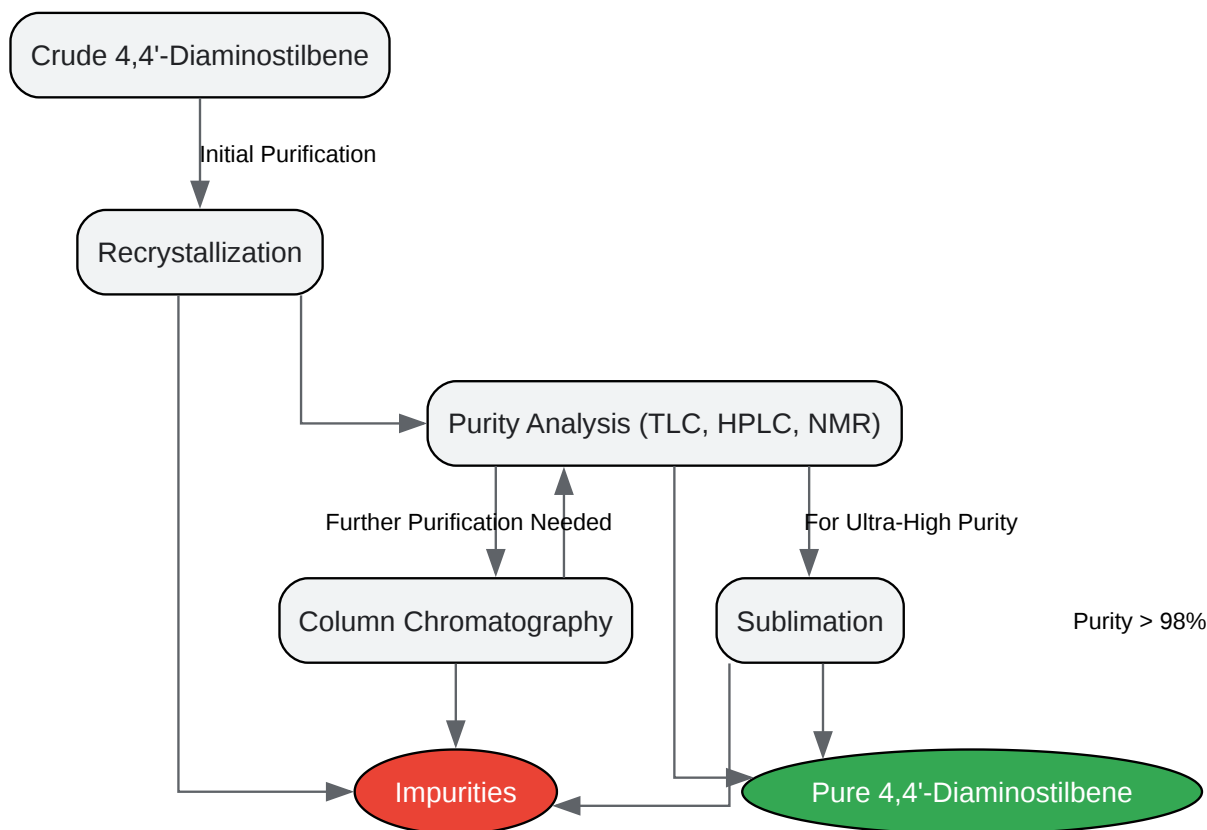 Crude 4,4'-Diaminostilbene
Initial Purification
Recrystallization
Purity Analysis (TLC, HPLC, NMR)
Further Purification Needed
For Ultra-High Purity
Column Chromatography
Sublimation
Purity > 98%
Impurities
Pure 4,4'-Diaminostilbene